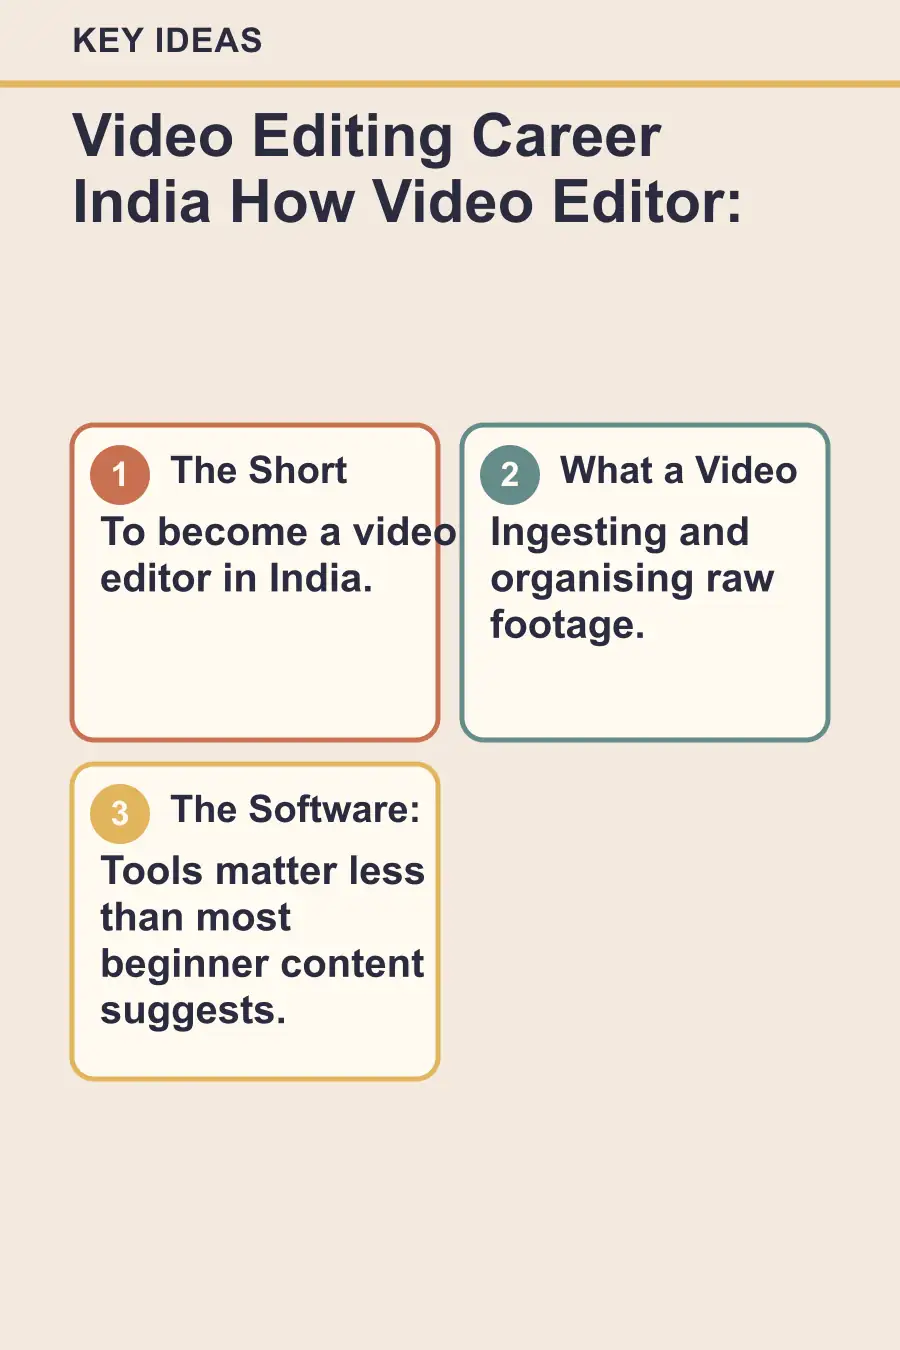 KEY IDEAS
Video Editing Career
India How Video Editor:
1 The Short
To become a video
editor in India.
2 What a Video
Ingesting and
organising raw
footage.
3 The Software:
Tools matter less
than most
beginner content
suggests.